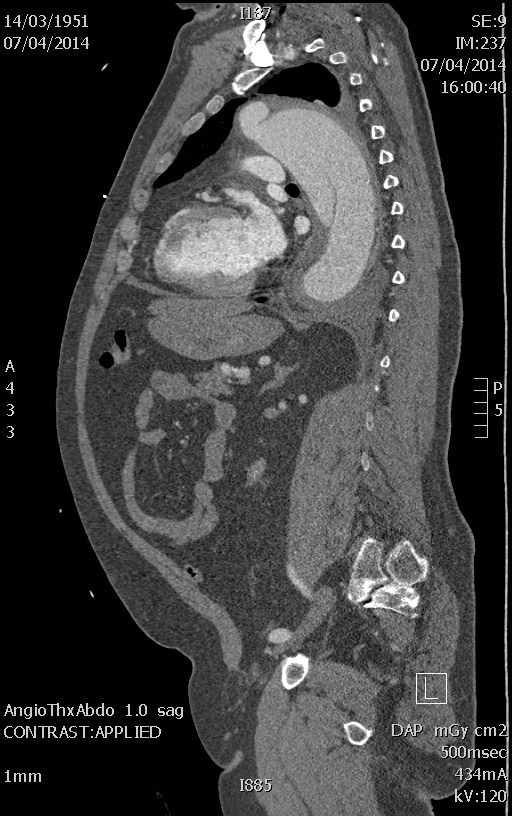 14/03/1951
07/04/2014
I187
SE:9
IM:237
07/04/2014
16:00:40
A
4
3
3
P
5
L
AngioThxAbdo 1.0 sag
CONTRAST:APPLIED
1mm
I885
DAP mGy cm2
500msec
434mA
kV:120